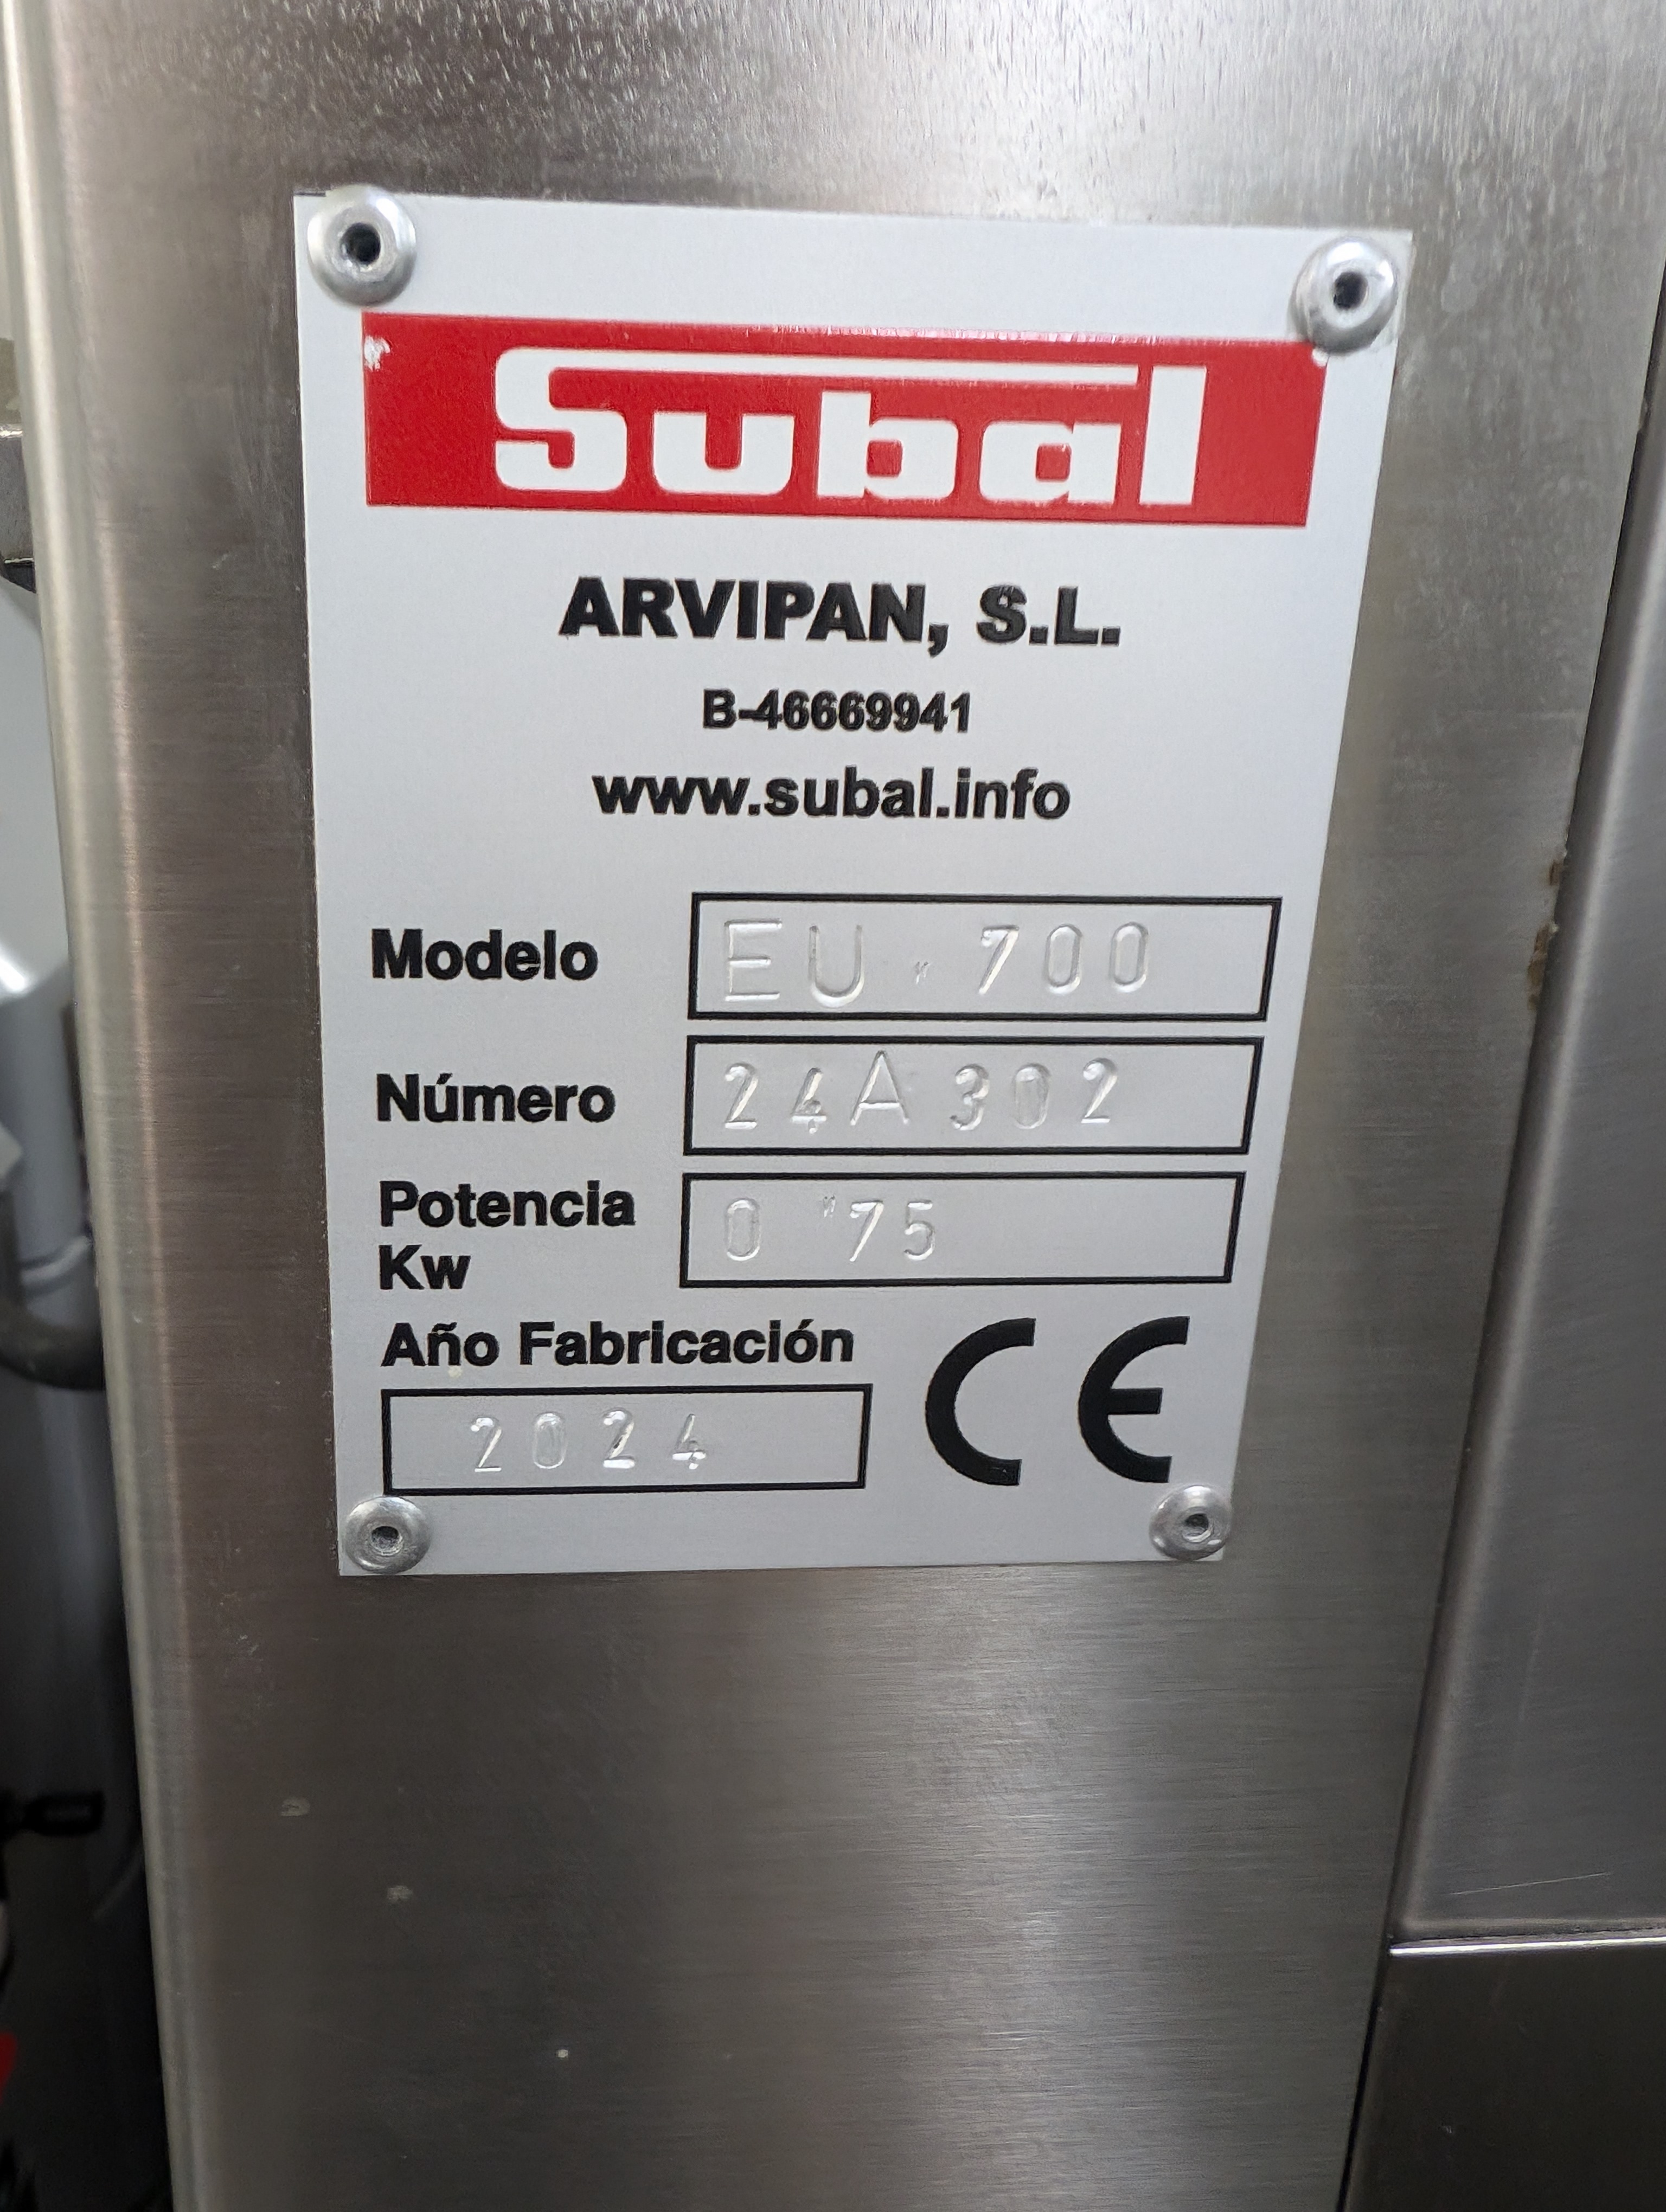 Subal
ARVIPAN, S.L.
B-46669941
www.subal.info
Modelo EU 700
Número 24A302
Potencia Kw 0 "75
Año Fabricación
2024
CE